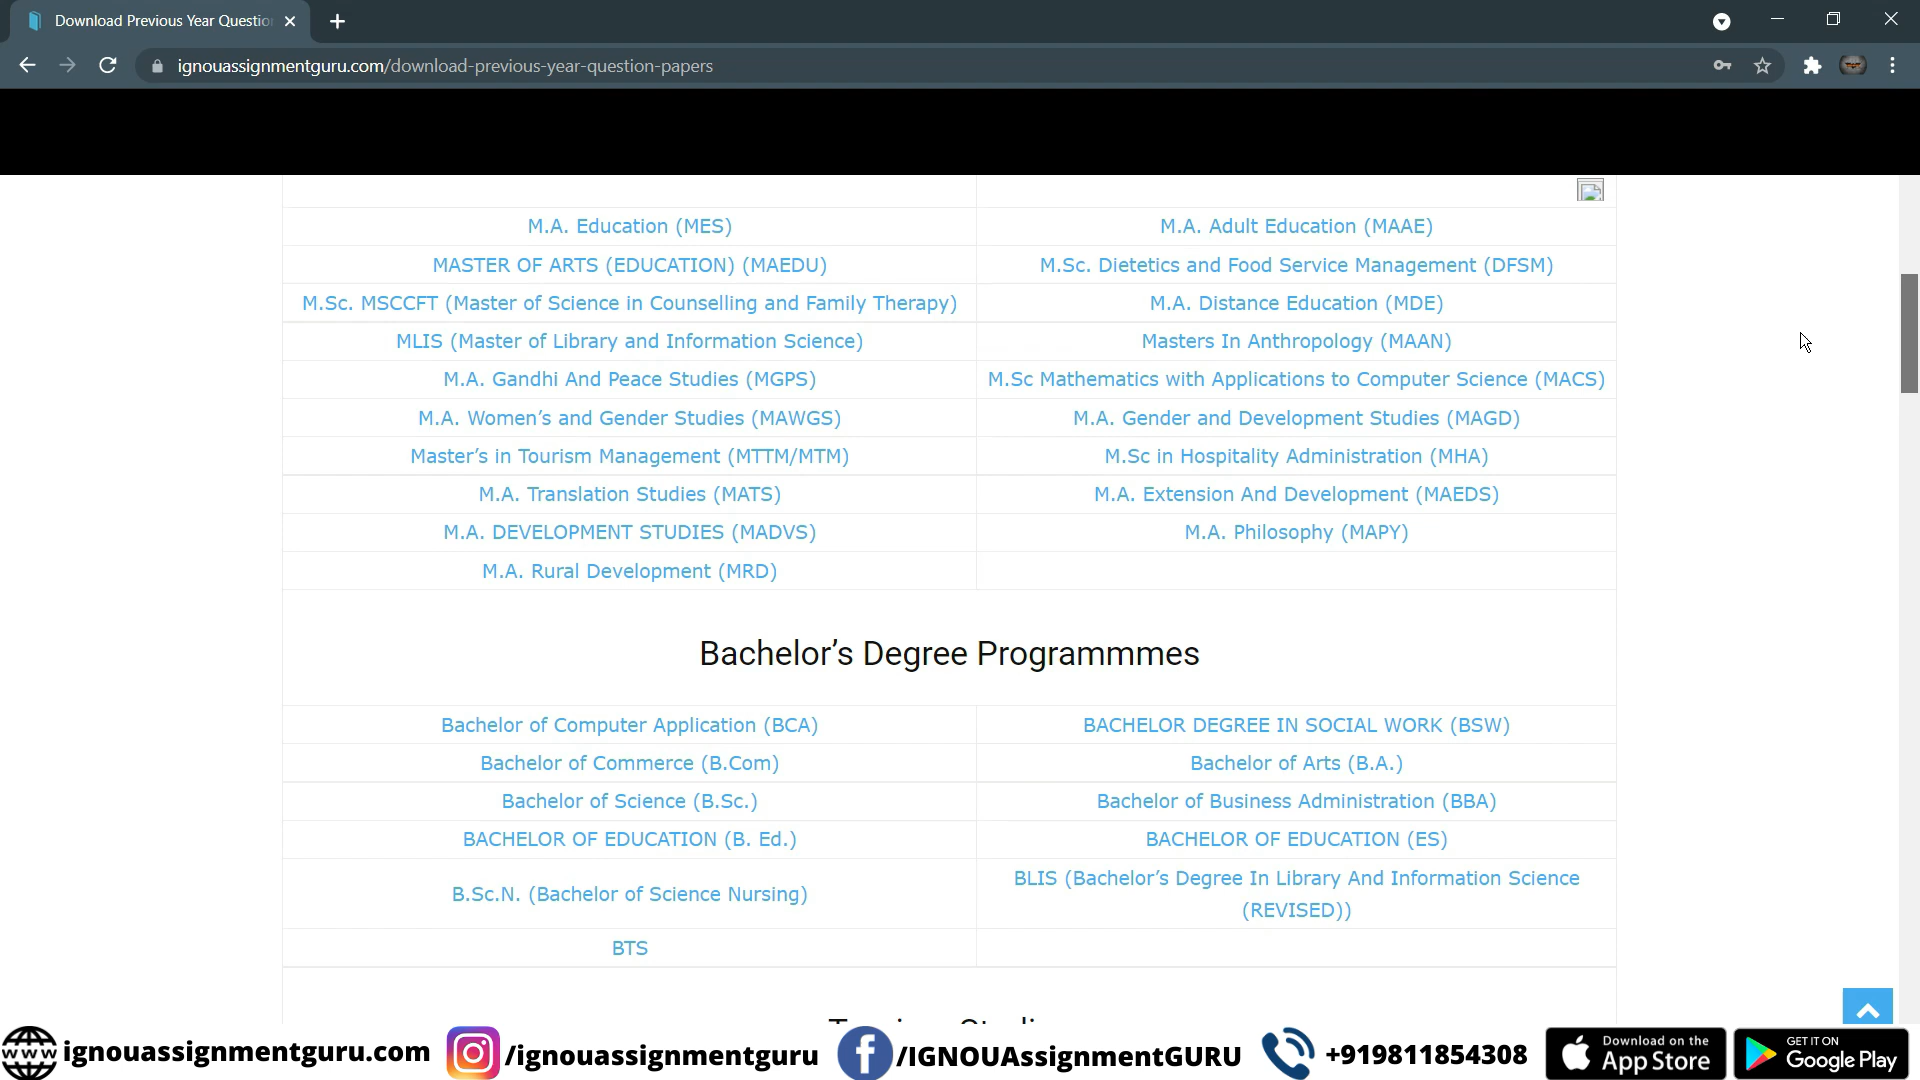 Download Previous Year Questio
ignouassignmentguru.com/download-previous-year-question-papers
M.A. Education (MES)
M.A. Adult Education (MAAE)
MASTER OF ARTS (EDUCATION) (MAEDU)
M.Sc. Dietetics and Food Service Management (DFSM)
M.Sc. MSCCFT (Master of Science in Counselling and Family Therapy)
M.A. Distance Education (MDE)
MLIS (Master of Library and Information Science)
Masters In Anthropology (MAAN)
M.A. Gandhi And Peace Studies (MGPS)
M.Sc Mathematics with Applications to Computer Science (MACS)
M.A. Women’s and Gender Studies (MAWGS)
M.A. Gender and Development Studies (MAGD)
Master’s in Tourism Management (MTTM/MTM)
M.Sc in Hospitality Administration (MHA)
M.A. Translation Studies (MATS)
M.A. Extension And Development (MAEDS)
M.A. DEVELOPMENT STUDIES (MADVS)
M.A. Philosophy (MAPY)
M.A. Rural Development (MRD)
Bachelor’s Degree Programmmes
Bachelor of Computer Application (BCA)
BACHELOR DEGREE IN SOCIAL WORK (BSW)
Bachelor of Commerce (B.Com)
Bachelor of Arts (B.A.)
Bachelor of Science (B.Sc.)
Bachelor of Business Administration (BBA)
BACHELOR OF EDUCATION (B. Ed.)
BACHELOR OF EDUCATION (ES)
B.Sc.N. (Bachelor of Science Nursing)
BLIS (Bachelor’s Degree In Library And Information Science
(REVISED))
BTS
www
ignouassignmentguru.com
/ignouassignmentguru
/IGNOUAssignmentGURU
+919811854308
Download on the
App Store
GET IT ON
Google Play